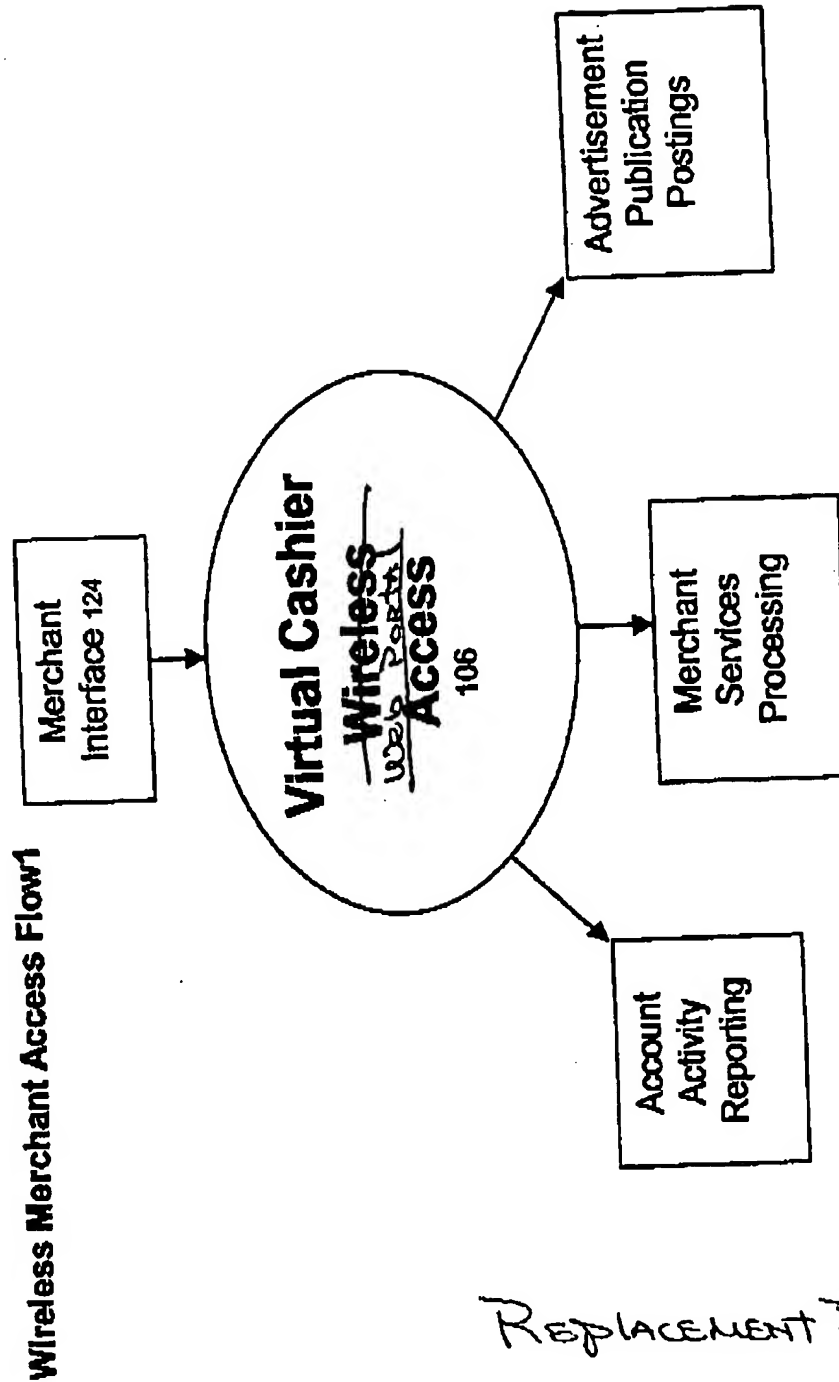 Wireless Merchant Access Flow1
Merchant
Interface 124
Virtual Cashier
Wireless
Web Portal
Access
106
Account
Activity
Reporting
Merchant
Services
Processing
Advertisement
Publication
Postings
REPLACEMENT